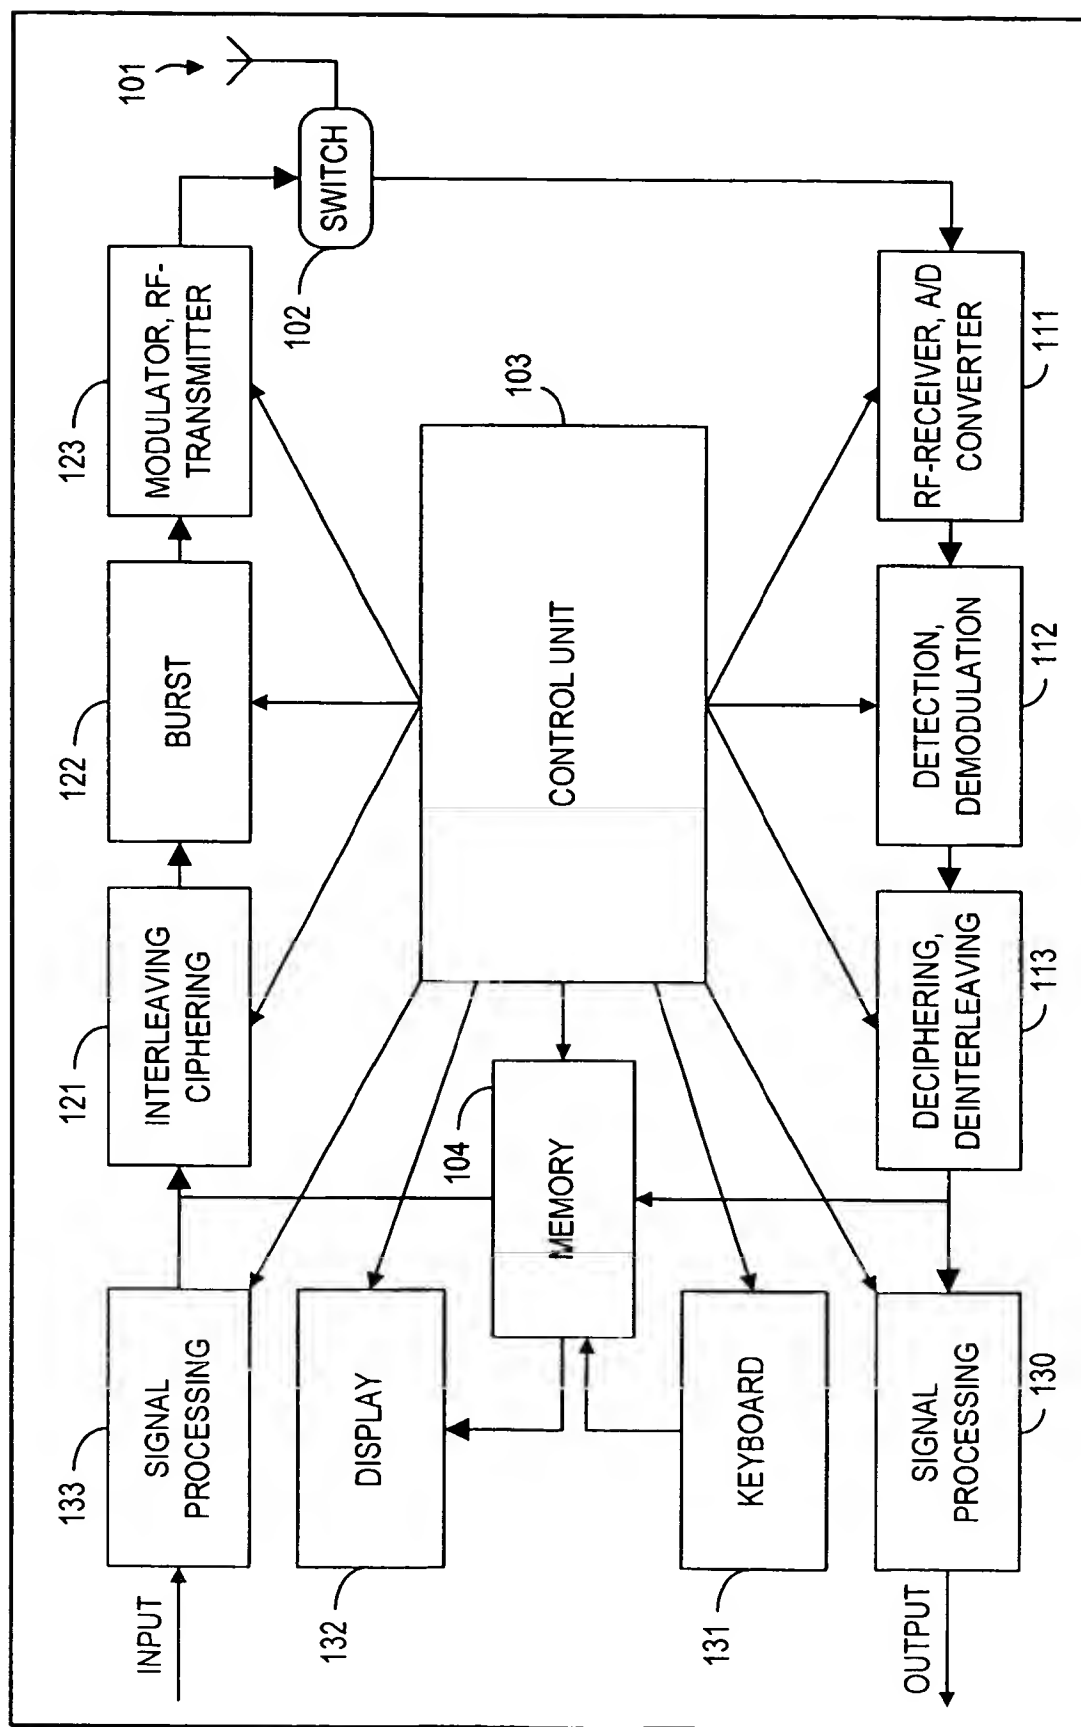 133
121
122
123
101
INPUT
SIGNAL
PROCESSING
INTERLEAVING
CIPHERING
BURST
MODULATOR, RF-
TRANSMITTER
SWITCH
102
132
DISPLAY
104
MEMORY
CONTROL UNIT
103
131
KEYBOARD
OUTPUT
SIGNAL
PROCESSING
DECIPHERING,
DEINTERLEAVING
DETECTION,
DEMODULATION
RF-RECEIVER, A/D
CONVERTER
130
113
112
111